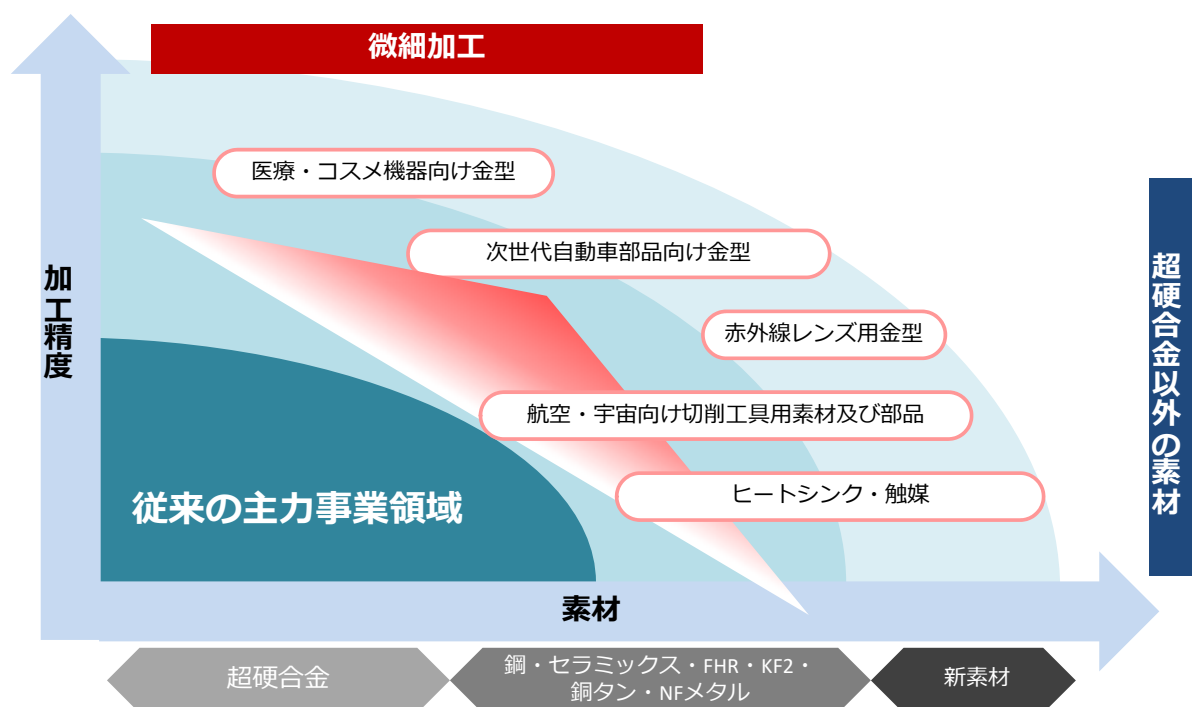 微細加工
医療・コスメ機器向け金型
次世代自動車部品向け金型
赤外線レンズ用金型
航空・宇宙向け切削工具用素材及び部品
ヒートシンク・触媒
従来の主力事業領域
加工精度
超硬合金以外の素材
素材
超硬合金
鋼・セラミックス・FHR・KF2・
銅タン・NFメタル
新素材